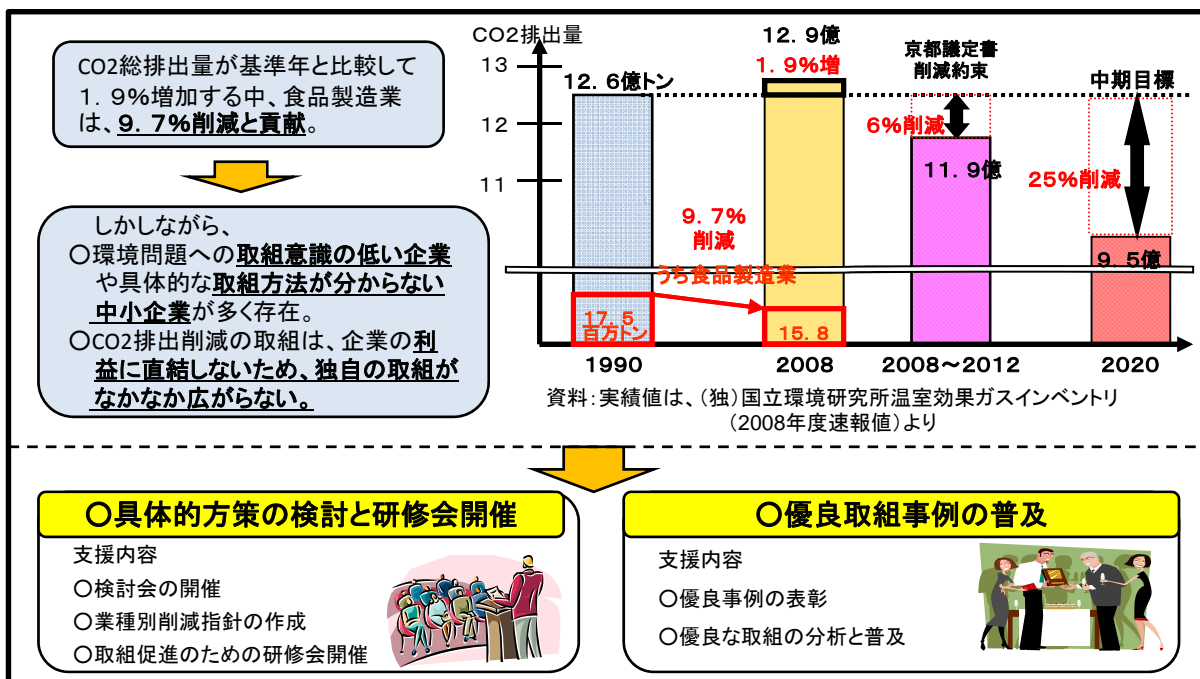 CO2総排出量が基準年と比較して
1．9％増加する中、食品製造業
は、9．7％削減と貢献。
しかしながら、
○環境問題への取組意識の低い企業
や具体的な取組方法が分からない
中小企業が多く存在。
○CO2排出削減の取組は、企業の利
益に直結しないため、独自の取組が
なかなか広がらない。
CO2排出量
13
12
11
12．6億トン
12．9億
1．9％増
京都議定書
削減約束
中期目標
6％削減
11．9億
25％削減
9．5億
9．7％
削減
うち食品製造業
17．5
百万トン
15．8
1990
2008
2008～2012
2020
資料：実績値は、（独）国立環境研究所温室効果ガスインベントリ
（2008年度速報値）より
○具体的方策の検討と研修会開催
支援内容
○検討会の開催
○業種別削減指針の作成
○取組促進のための研修会開催
○優良取組事例の普及
支援内容
○優良事例の表彰
○優良な取組の分析と普及